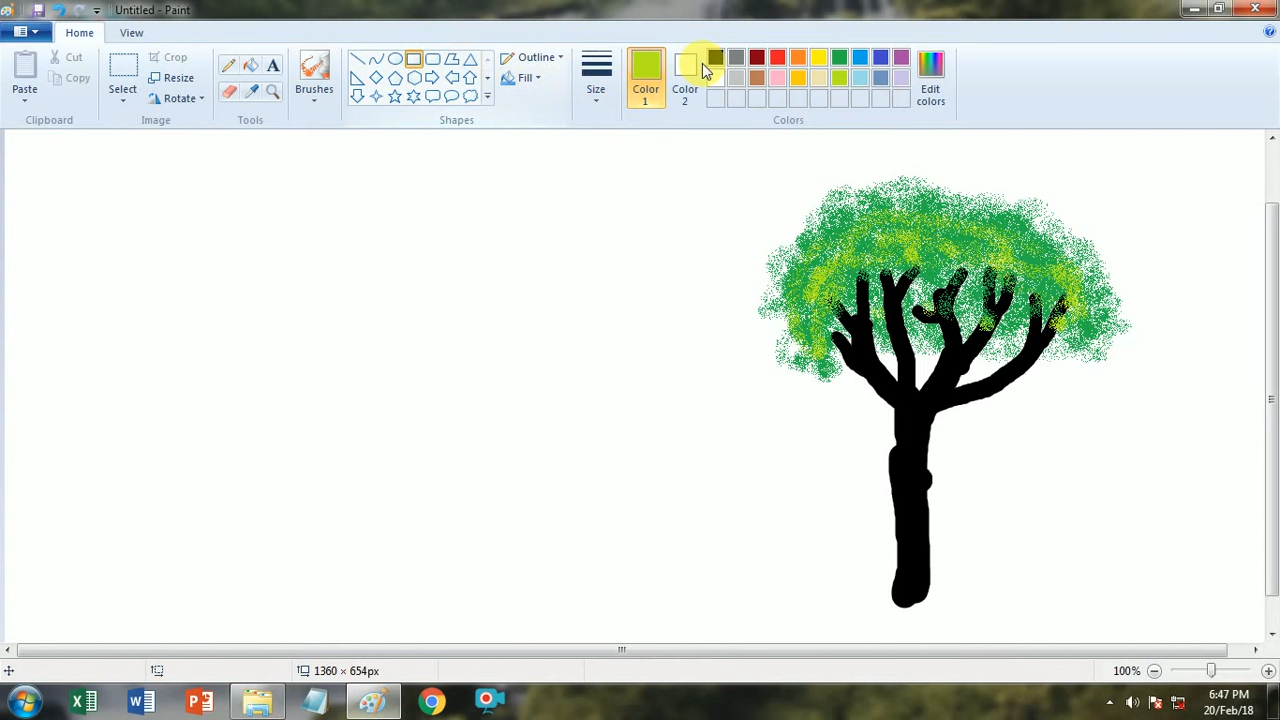 Untitled - Paint
Home View
Paste
Cut
Copy
Clipboard
Select
Crop
Resize
Rotate
Image
A
Tools
Brushes
Shapes
Outline
Fill
Size
Color 1
Color 2
Edit colors
Colors
1360 × 654px
100%
6:47 PM
20/Feb/18